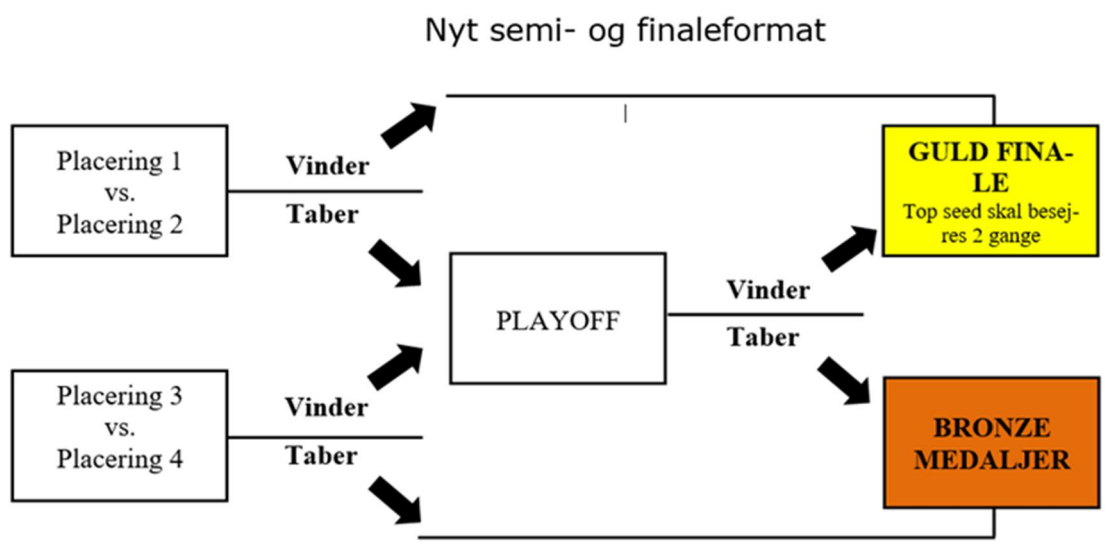 Nyt semi- og finaleformat
Placering 1
vs.
Placering 2
Vinder
Taber
GULD FINA-
LE
Top seed skal besej-
res 2 gange
PLAYOFF
Vinder
Taber
Placering 3
vs.
Placering 4
Vinder
Taber
BRONZE
MEDALJER